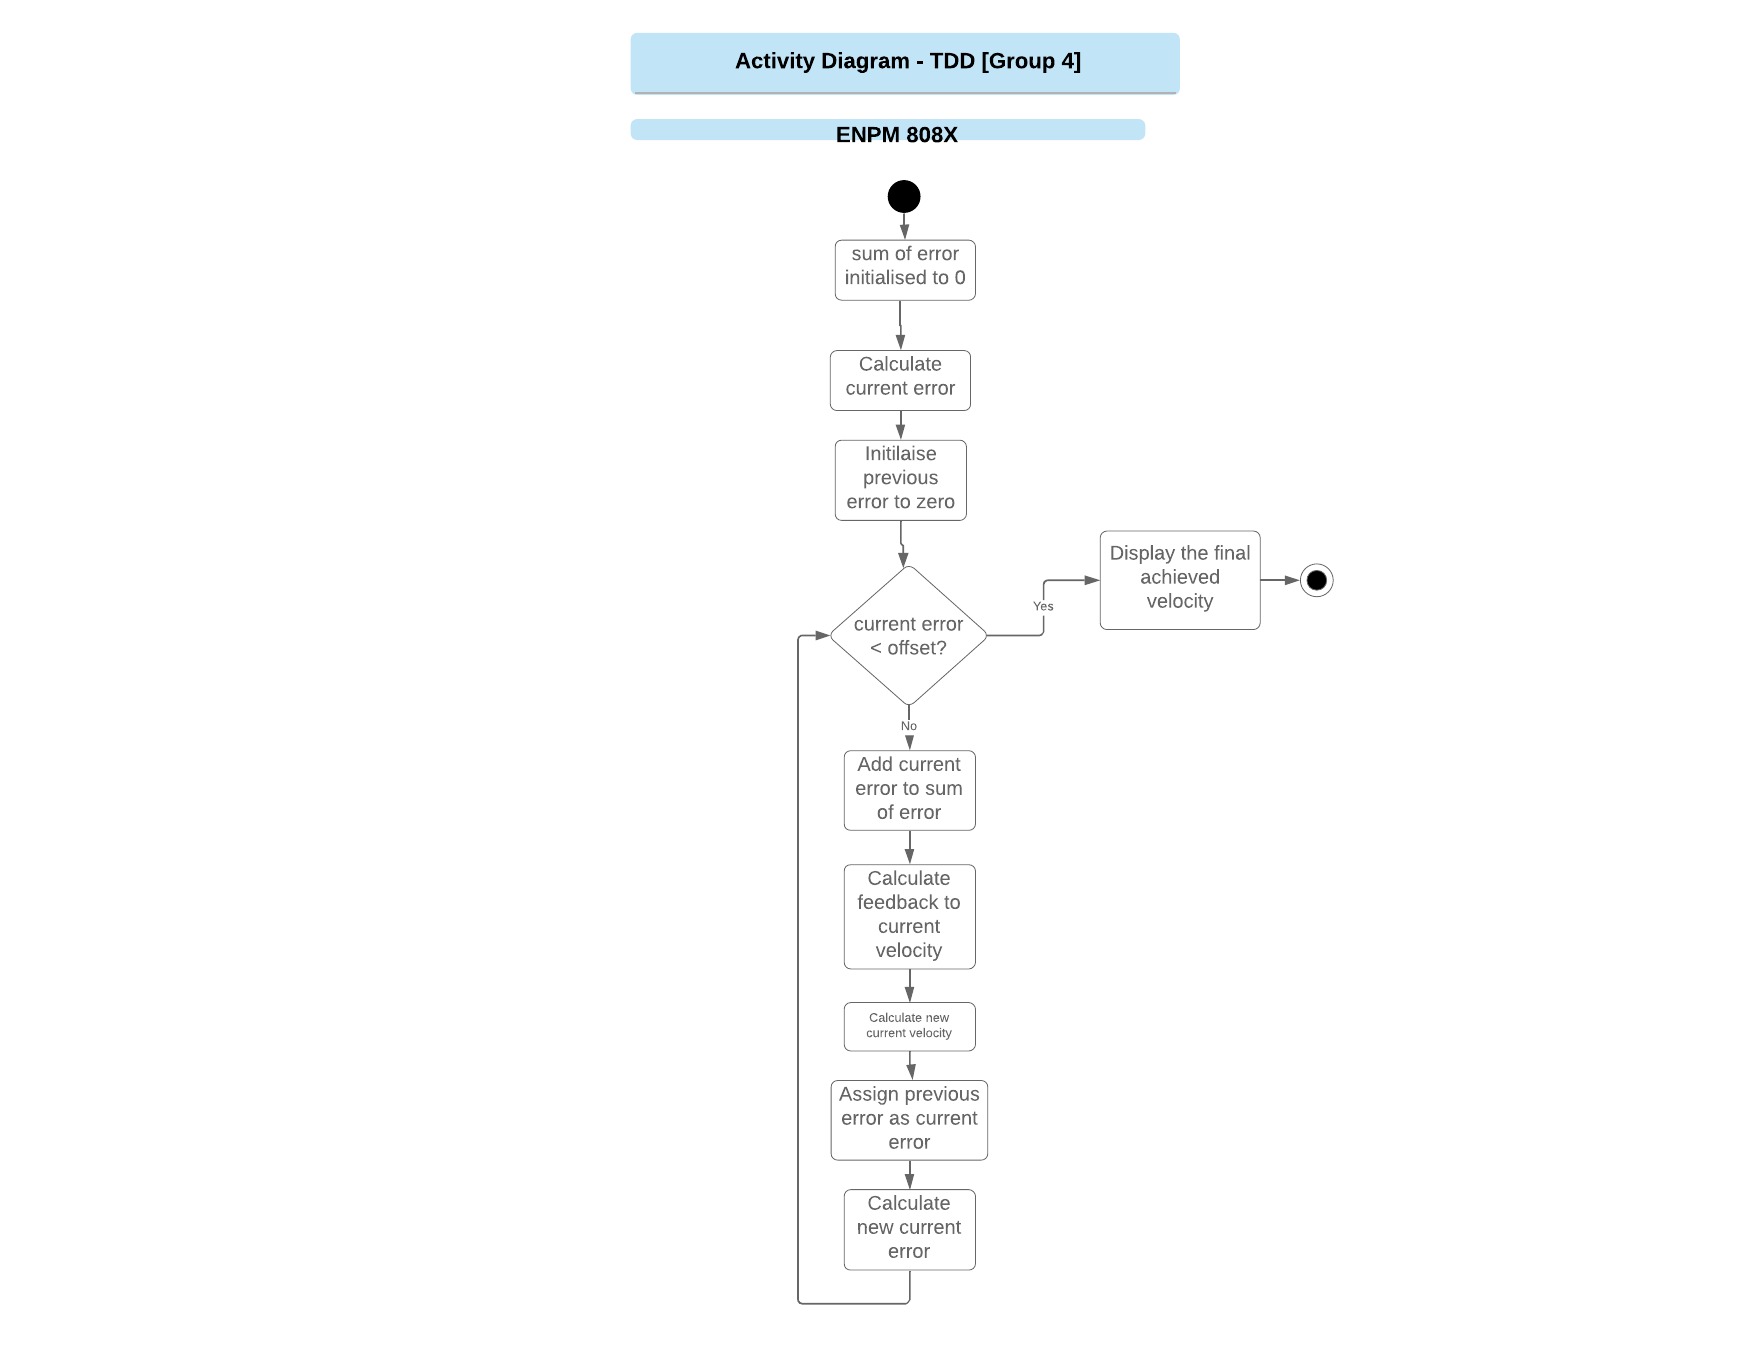 Activity Diagram - TDD [Group 4]
ENPM 808X
sum of error
initialised to 0
Calculate
current error
Initilaise
previous
error to zero
current error
< offset?
Yes
Display the final
achieved
velocity
No
Add current
error to sum
of error
Calculate
feedback to
current
velocity
Calculate new
current velocity
Assign previous
error as current
error
Calculate
new current
error